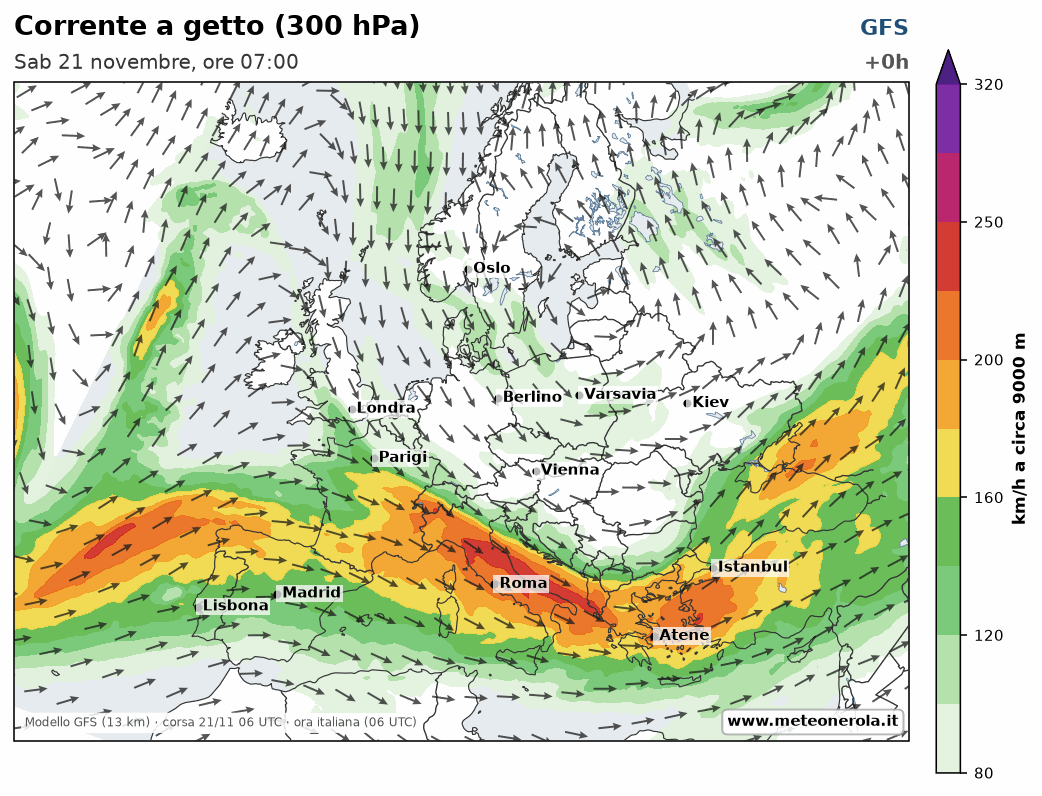 Corrente a getto (300 hPa)
GFS
Sab 21 novembre, ore 07:00
+0h
320
250
200
160
120
80
km/h a circa 9000 m
Oslo
Londra
Berlino
Varsavia
Kiev
Parigi
Vienna
Istanbul
Roma
Madrid
Lisbona
Atene
Modello GFS (13 km) · corsa 21/11 06 UTC · ora italiana (06 UTC)
www.meteonerola.it